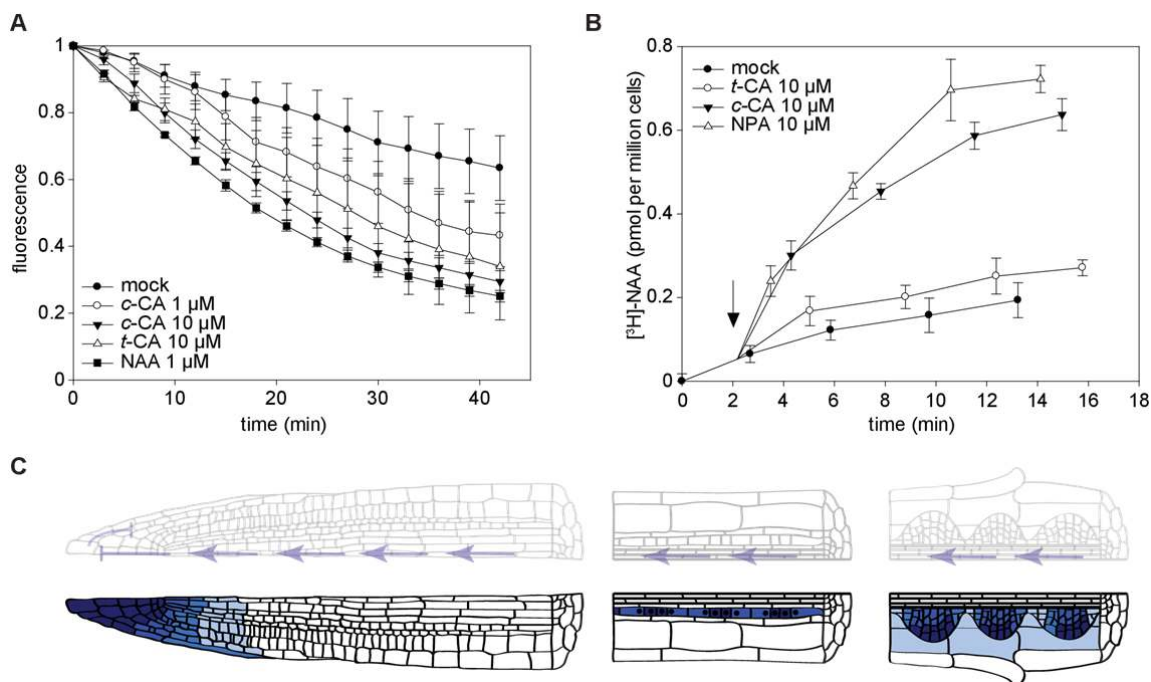 A
1
0.8
0.6
0.4
0.2
0
fluorescence
mock
c-CA 1 µM
c-CA 10 µM
t-CA 10 µM
NAA 1 µM
0 10 20 30 40
time (min)
B
0.8
0.6
0.4
0.2
0
[³H]-NAA (pmol per million cells)
mock
t-CA 10 µM
c-CA 10 µM
NPA 10 µM
0 2 4 6 8 10 12 14 16 18
time (min)
C